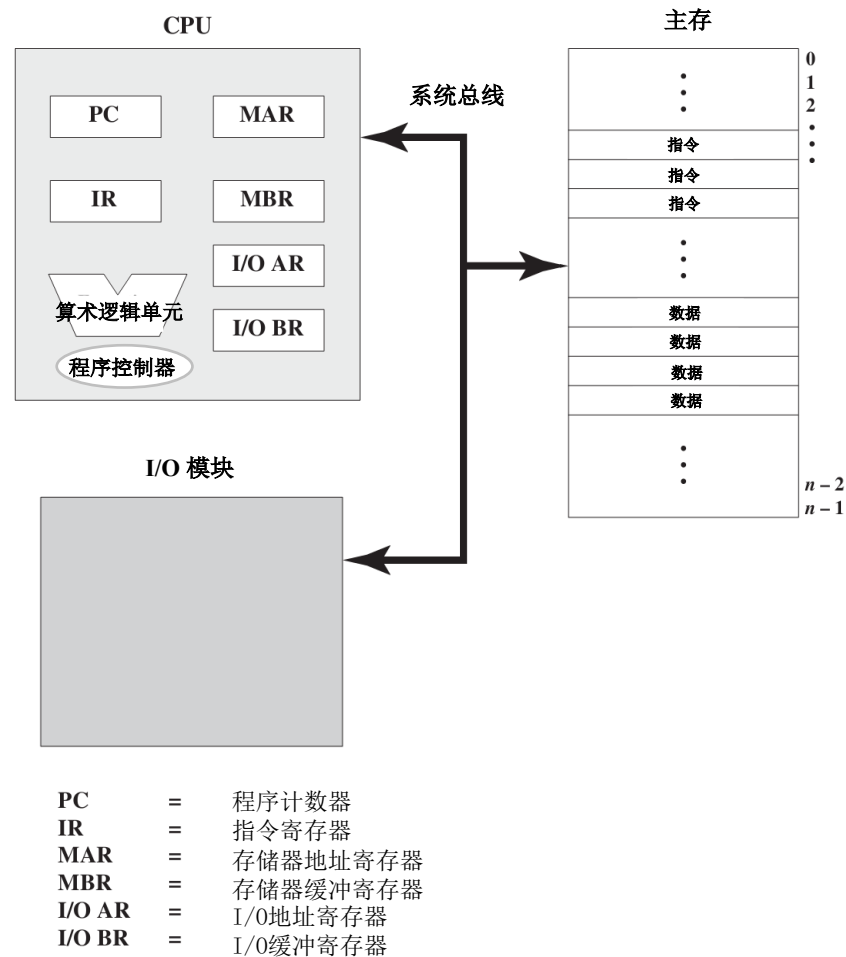 CPU
PC
MAR
IR
MBR
I/O AR
算术逻辑单元
I/O BR
程序控制器
系统总线
主存
0
1
2
指令
指令
指令
数据
数据
数据
数据
n – 2
n – 1
I/O 模块
PC = 程序计数器
IR = 指令寄存器
MAR = 存储器地址寄存器
MBR = 存储器缓冲寄存器
I/O AR = I/O地址寄存器
I/O BR = I/O缓冲寄存器